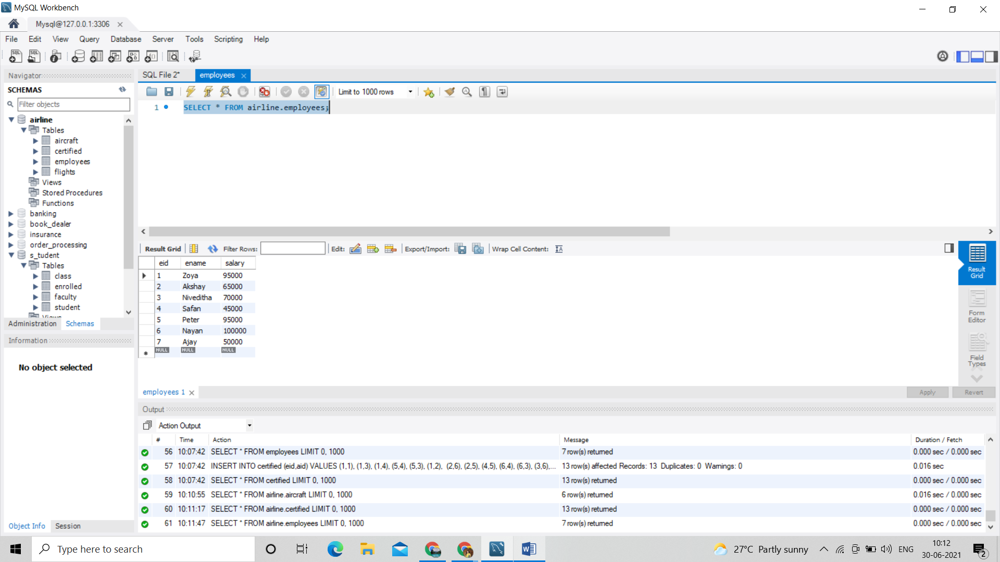 MySQL Workbench
Mysql@127.0.0.1:3306
File Edit View Query Database Server Tools Scripting Help
Navigator
SCHEMAS
Filter objects
airline
Tables
aircraft
certified
employees
flights
Views
Stored Procedures
Functions
banking
book_dealer
insurance
order_processing
s_tudent
Tables
class
enrolled
faculty
student
Views
Administration Schemas
Information
No object selected
Object Info Session
SQL File 2* employees
Limit to 1000 rows
1 SELECT * FROM airline.employees;
Result Grid Filter Rows: Edit: Export/Import: Wrap Cell Content:
eid ename salary
1 Zoya 95000
2 Akshay 65000
3 Niveditha 70000
4 Safan 45000
5 Peter 95000
6 Nayan 100000
7 Ajay 50000
NULL NULL NULL
Result
Grid
Form
Editor
Field
Types
employees 1
Apply Revert
Output
Action Output
# Time Action Message Duration / Fetch
56 10:07:42 SELECT * FROM employees LIMIT 0, 1000 7 row(s) returned 0.000 sec / 0.000 sec
57 10:07:42 INSERT INTO certified (eid,aid) VALUES (1,1), (1,3), (1,4), (5,4), (5,3), (1,2), (2,6), (2,5), (4,5), (6,4), (6,3), (3,6),... 13 row(s) affected Records: 13 Duplicates: 0 Warnings: 0 0.016 sec
58 10:07:42 SELECT * FROM certified LIMIT 0, 1000 13 row(s) returned 0.000 sec / 0.000 sec
59 10:10:55 SELECT * FROM airline.aircraft LIMIT 0, 1000 6 row(s) returned 0.016 sec / 0.000 sec
60 10:11:17 SELECT * FROM airline.certified LIMIT 0, 1000 13 row(s) returned 0.000 sec / 0.000 sec
61 10:11:47 SELECT * FROM airline.employees LIMIT 0, 1000 7 row(s) returned 0.000 sec / 0.000 sec
Type here to search
27°C Partly sunny
ENG
10:12
30-06-2021
2